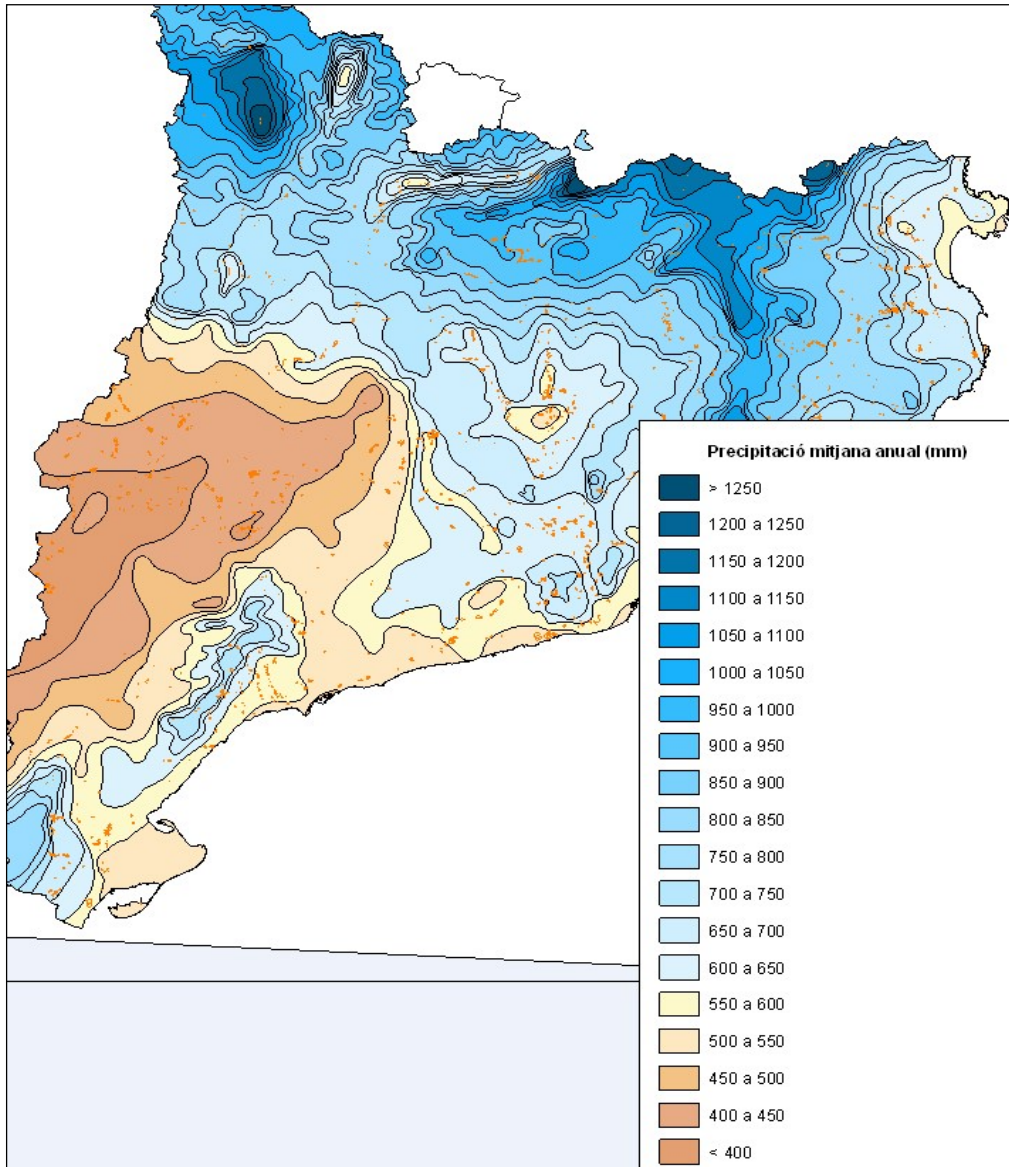 Precipitació mitjana anual (mm)
> 1250
1200 a 1250
1150 a 1200
1100 a 1150
1050 a 1100
1000 a 1050
950 a 1000
900 a 950
850 a 900
800 a 850
750 a 800
700 a 750
650 a 700
600 a 650
550 a 600
500 a 550
450 a 500
400 a 450
< 400